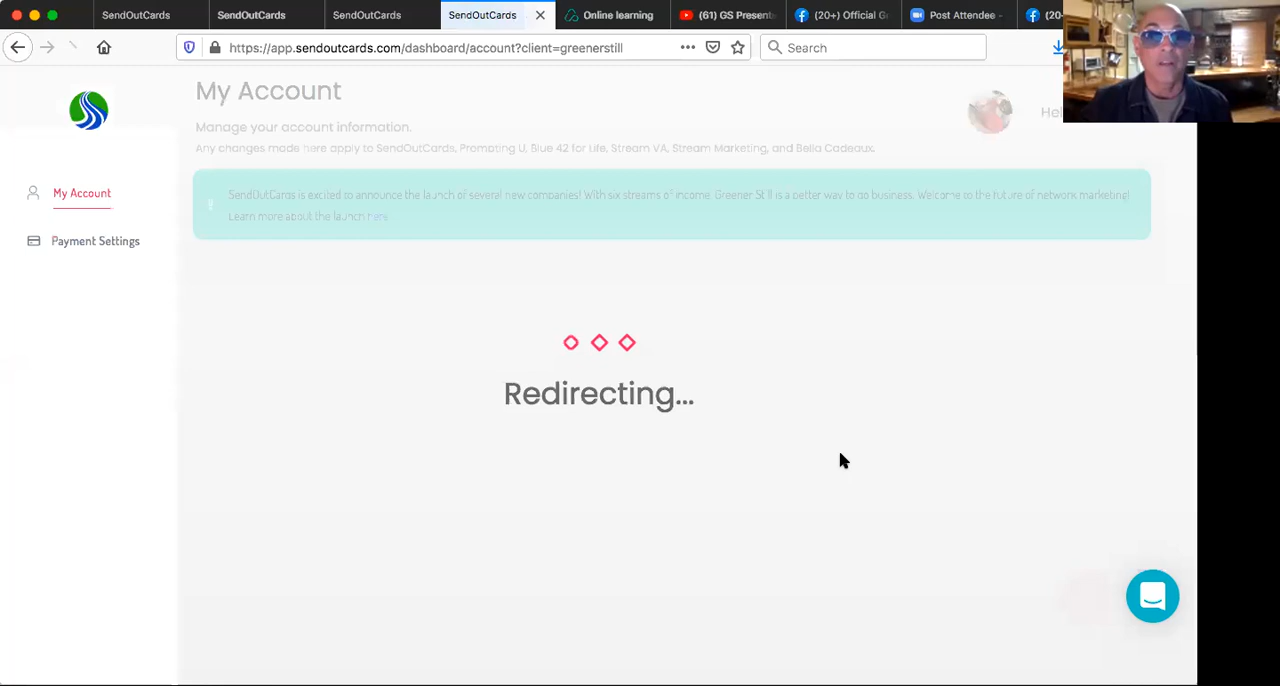 SendOutCards SendOutCards SendOutCards SendOutCards Online learning (61) GS Present (20+) Official Gr Post Attendee - (20
https://app.sendoutcards.com/dashboard/account?client=greenerstill Search
My Account
Hel
Manage your account information.
Any changes made here apply to SendOutCards, Prompting U, Blue 42 for Life, Stream VA, Stream Marketing, and Bella Cadeaux.
My Account
SendOutCards is excited to announce the launch of several new companies! With six streams of income, Greener Still is a better way to do business. Welcome to the future of network marketing!
Learn more about the launch here.
Payment Settings
Redirecting...